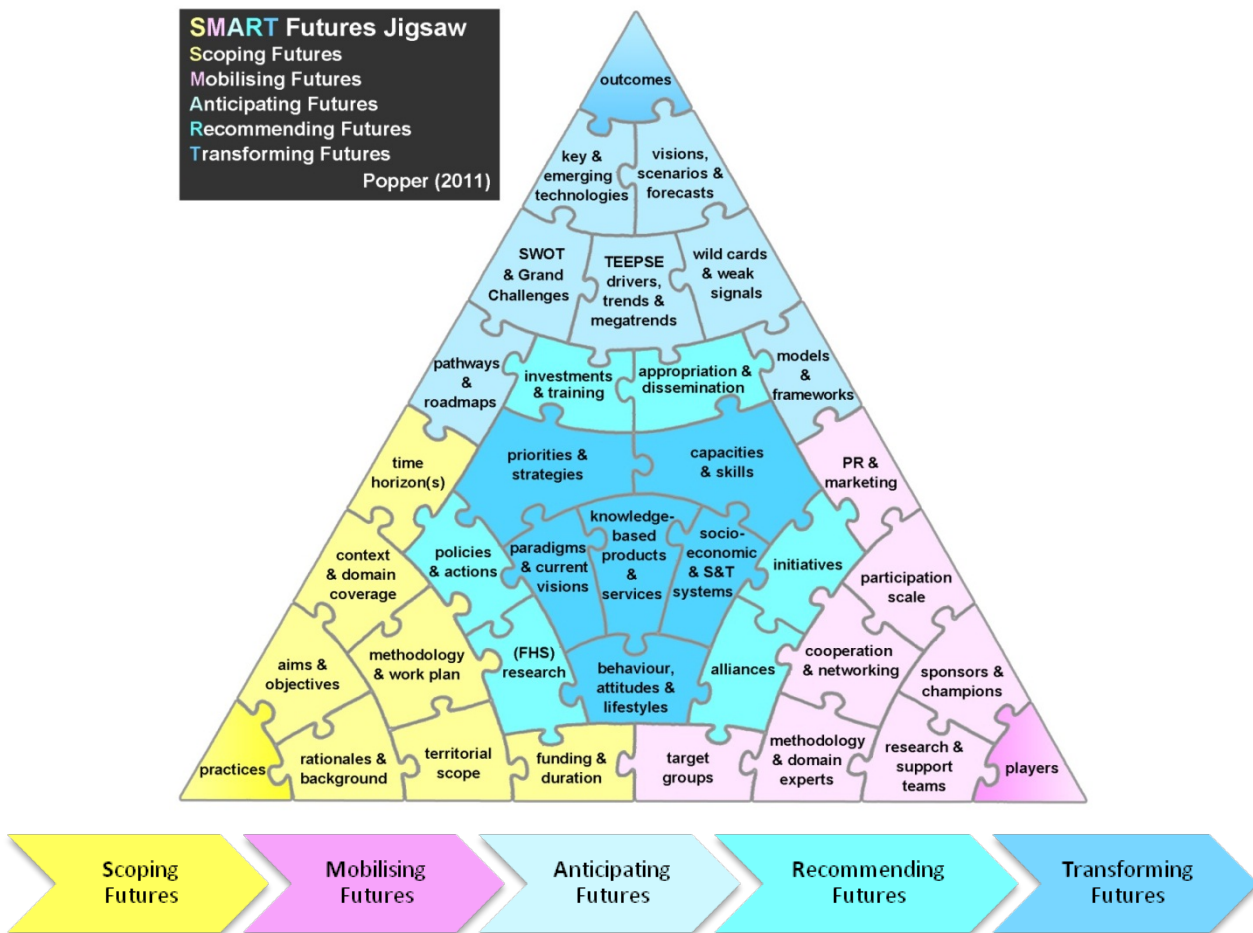 SMART Futures Jigsaw
Scoping Futures
Mobilising Futures
Anticipating Futures
Recommending Futures
Transforming Futures
Popper (2011)
outcomes
key &
emerging
technologies
visions,
scenarios &
forecasts
SWOT
& Grand
Challenges
TEEPSE
drivers,
trends &
megatrends
wild cards
& weak
signals
pathways
&
roadmaps
investments
& training
appropriation &
dissemination
models
&
frameworks
time
horizon(s)
priorities &
strategies
capacities
& skills
PR &
marketing
context
& domain
coverage
policies
& actions
paradigms
& current
visions
knowledge-
based
products
&
services
socio-
economic
& S&T
systems
initiatives
participation
scale
aims &
objectives
methodology
& work plan
(FHS)
research
behaviour,
attitudes &
lifestyles
alliances
cooperation
& networking
sponsors &
champions
practices
rationales &
background
territorial
scope
funding &
duration
target
groups
methodology
& domain
experts
research &
support
teams
players
Scoping
Futures
Mobilising
Futures
Anticipating
Futures
Recommending
Futures
Transforming
Futures